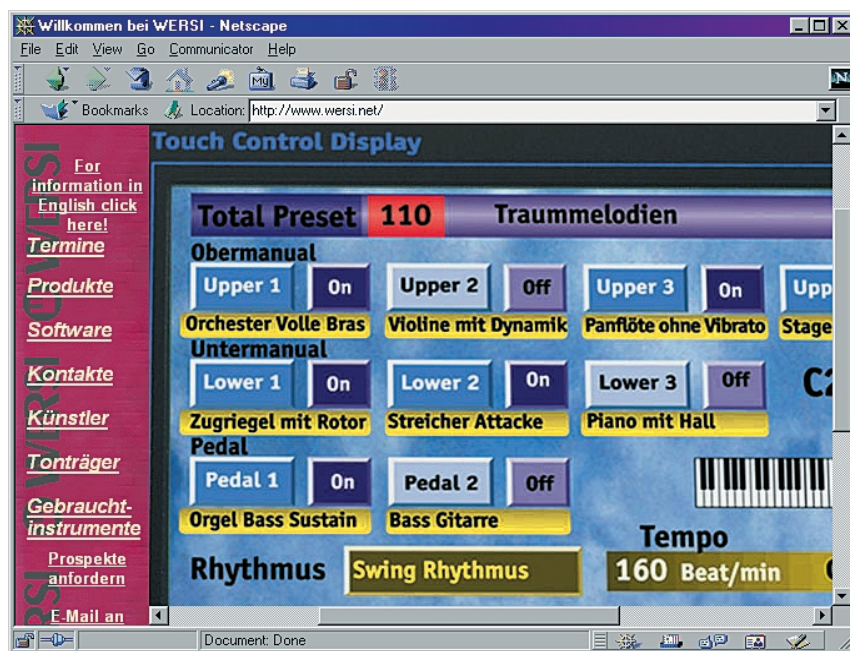 Willkommen bei WERSI - Netscape
File Edit View Go Communicator Help
My
N
Bookmarks Location: http://www.wersi.net/
WERSI
WERSI
For
information in
English click
here!
Termine
Produkte
Software
Kontakte
Künstler
Tonträger
Gebraucht-
instrumente
Prospekte
anfordern
E-Mail an
Touch Control Display
Total Preset 110 Traummelodien
Obermanual
Upper 1 On Upper 2 Off Upper 3 On Upp
Orchester Volle Bras Violine mit Dynamik Panflöte ohne Vibrato Stage
Untermanual
Lower 1 On Lower 2 On Lower 3 Off
Zugriegel mit Rotor Streicher Attacke Piano mit Hall
Pedal
Pedal 1 On Pedal 2 Off
Orgel Bass Sustain Bass Gitarre
Tempo
Rhythmus Swing Rhythmus 160 Beat/min
Document: Done